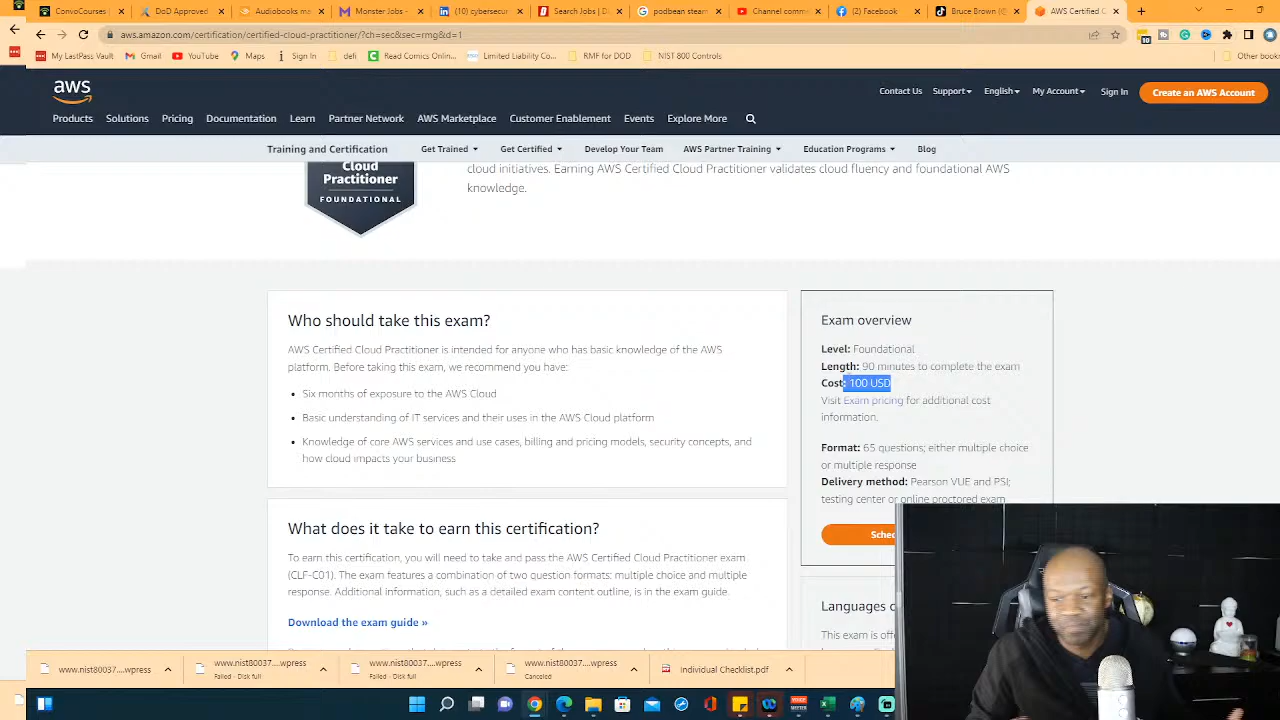 ConvoCourses
DoD Approved
Audiobooks ma
Monster Jobs -
(10) cybersecur
Search Jobs | D
podbean steam
Channel comme
(2) Facebook
Bruce Brown (@
AWS Certified C
aws.amazon.com/certification/certified-cloud-practitioner/?ch=sec&sec=rmg&d=1
My LastPass Vault
Gmail
YouTube
Maps
Sign In
defi
Read Comics Onlin...
Limited Liability Co...
RMF for DOD
NIST 800 Controls
Other book
aws
Contact Us
Support
English
My Account
Sign In
Create an AWS Account
Products
Solutions
Pricing
Documentation
Learn
Partner Network
AWS Marketplace
Customer Enablement
Events
Explore More
Training and Certification
Get Trained
Get Certified
Develop Your Team
AWS Partner Training
Education Programs
Blog
Cloud
Practitioner
FOUNDATIONAL
cloud initiatives. Earning AWS Certified Cloud Practitioner validates cloud fluency and foundational AWS
knowledge.
Who should take this exam?
AWS Certified Cloud Practitioner is intended for anyone who has basic knowledge of the AWS
platform. Before taking this exam, we recommend you have:
• Six months of exposure to the AWS Cloud
• Basic understanding of IT services and their uses in the AWS Cloud platform
• Knowledge of core AWS services and use cases, billing and pricing models, security concepts, and
how cloud impacts your business
What does it take to earn this certification?
To earn this certification, you will need to take and pass the AWS Certified Cloud Practitioner exam
(CLF-C01). The exam features a combination of two question formats: multiple choice and multiple
response. Additional information, such as a detailed exam content outline, is in the exam guide.
Download the exam guide »
Exam overview
Level: Foundational
Length: 90 minutes to complete the exam
Cost: 100 USD
Visit Exam pricing for additional cost
information.
Format: 65 questions; either multiple choice
or multiple response
Delivery method: Pearson VUE and PSI;
testing center or online proctored exam
Sche
Languages o
This exam is off
www.nist80037....wpress
www.nist80037....wpress
Failed - Disk full
www.nist80037....wpress
Failed - Disk full
www.nist80037....wpress
Canceled
Individual Checklist.pdf